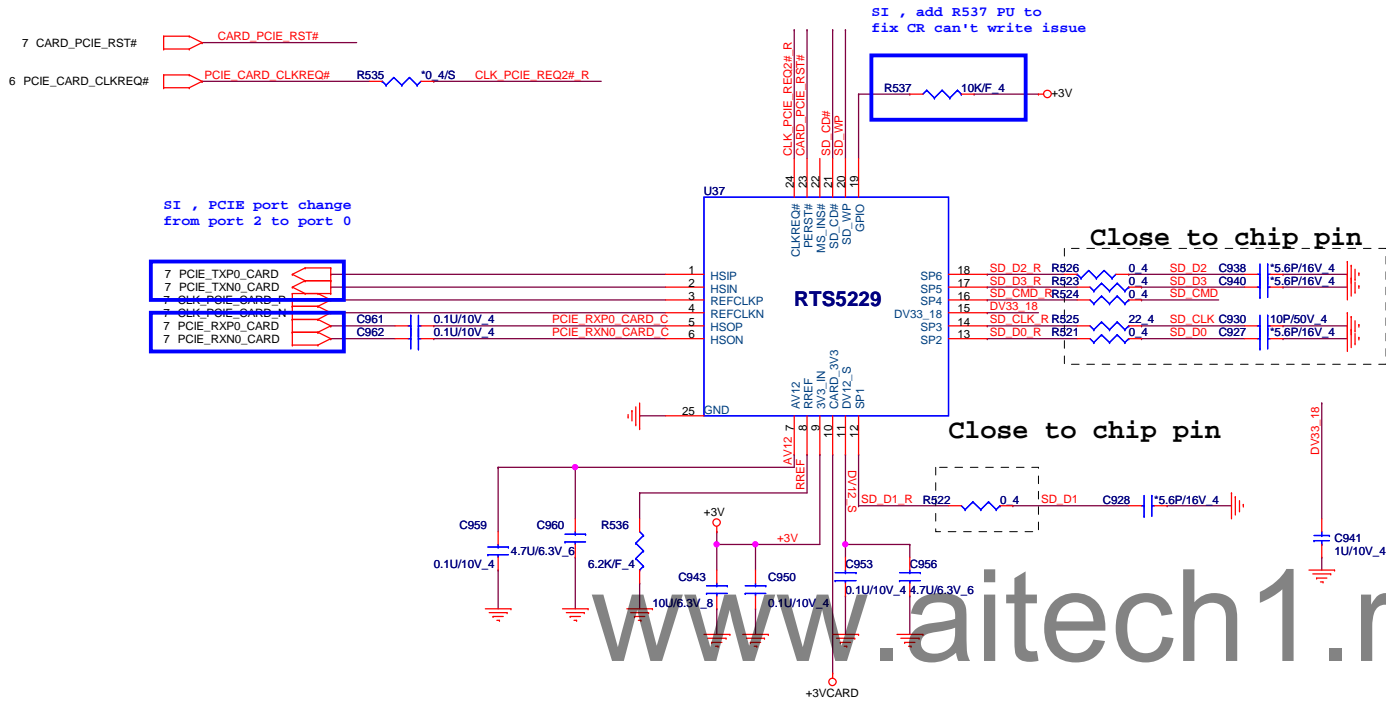 SI , add R537 PU to
fix CR can't write issue
7 CARD_PCIE_RST# CARD_PCIE_RST#
6 PCIE_CARD_CLKREQ# PCIE_CARD_CLKREQ# R535 *0_4/S CLK_PCIE_REQ2#_R
R537 10K/F_4 +3V
CLK_PCIE_REQ2#_R
CARD_PCIE_RST#
SD_CD#
SD_WP
24 23 22 21 20 19
U37
CLKREQ#
PERST#
MS_INS#
SD_CD#
SD_WP
GPIO
SI , PCIE port change
from port 2 to port 0
Close to chip pin
7 PCIE_TXP0_CARD 1 HSIP
7 PCIE_TXN0_CARD 2 HSIN
7 CLK_PCIE_CARD_P 3 REFCLKP
7 CLK_PCIE_CARD_N 4 REFCLKN
7 PCIE_RXP0_CARD C961 0.1U/10V_4 PCIE_RXP0_CARD_C 5 HSOP
7 PCIE_RXN0_CARD C962 0.1U/10V_4 PCIE_RXN0_CARD_C 6 HSON
RTS5229
SP6 18 SD_D2_R R526 0_4 SD_D2 C938 *5.6P/16V_4
SP5 17 SD_D3_R R523 0_4 SD_D3 C940 *5.6P/16V_4
SP4 16 SD_CMD_R R524 0_4 SD_CMD
DV33_18 15 DV33_18
SP3 14 SD_CLK_R R525 22_4 SD_CLK C930 10P/50V_4
SP2 13 SD_D0_R R521 0_4 SD_D0 C927 *5.6P/16V_4
25 GND
AV12
RREF
3V3_IN
CARD_3V3
DV12_S
SP1
7 8 9 10 11 12
AV12
RREF
DV12_S
Close to chip pin
SD_D1_R R522 0_4 SD_D1 C928 *5.6P/16V_4
DV33_18
C941
1U/10V_4
C959
0.1U/10V_4
C960
4.7U/6.3V_6
R536
6.2K/F_4
+3V
+3V
C943
10U/6.3V_8
C950
0.1U/10V_4
C953
0.1U/10V_4
C956
4.7U/6.3V_6
+3VCARD
www.aitech1.r